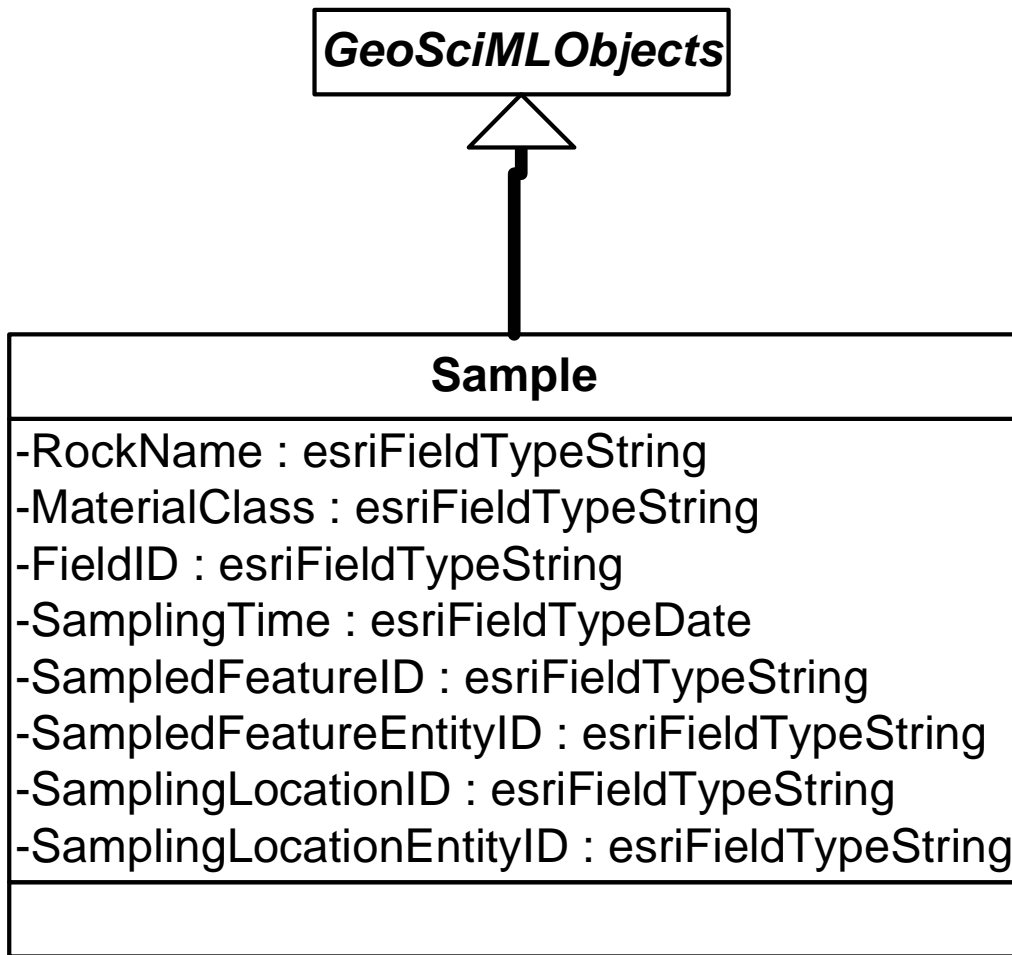 GeoSciMLObjects
Sample
-RockName : esriFieldTypeString
-MaterialClass : esriFieldTypeString
-FieldID : esriFieldTypeString
-SamplingTime : esriFieldTypeDate
-SampledFeatureID : esriFieldTypeString
-SampledFeatureEntityID : esriFieldTypeString
-SamplingLocationID : esriFieldTypeString
-SamplingLocationEntityID : esriFieldTypeString